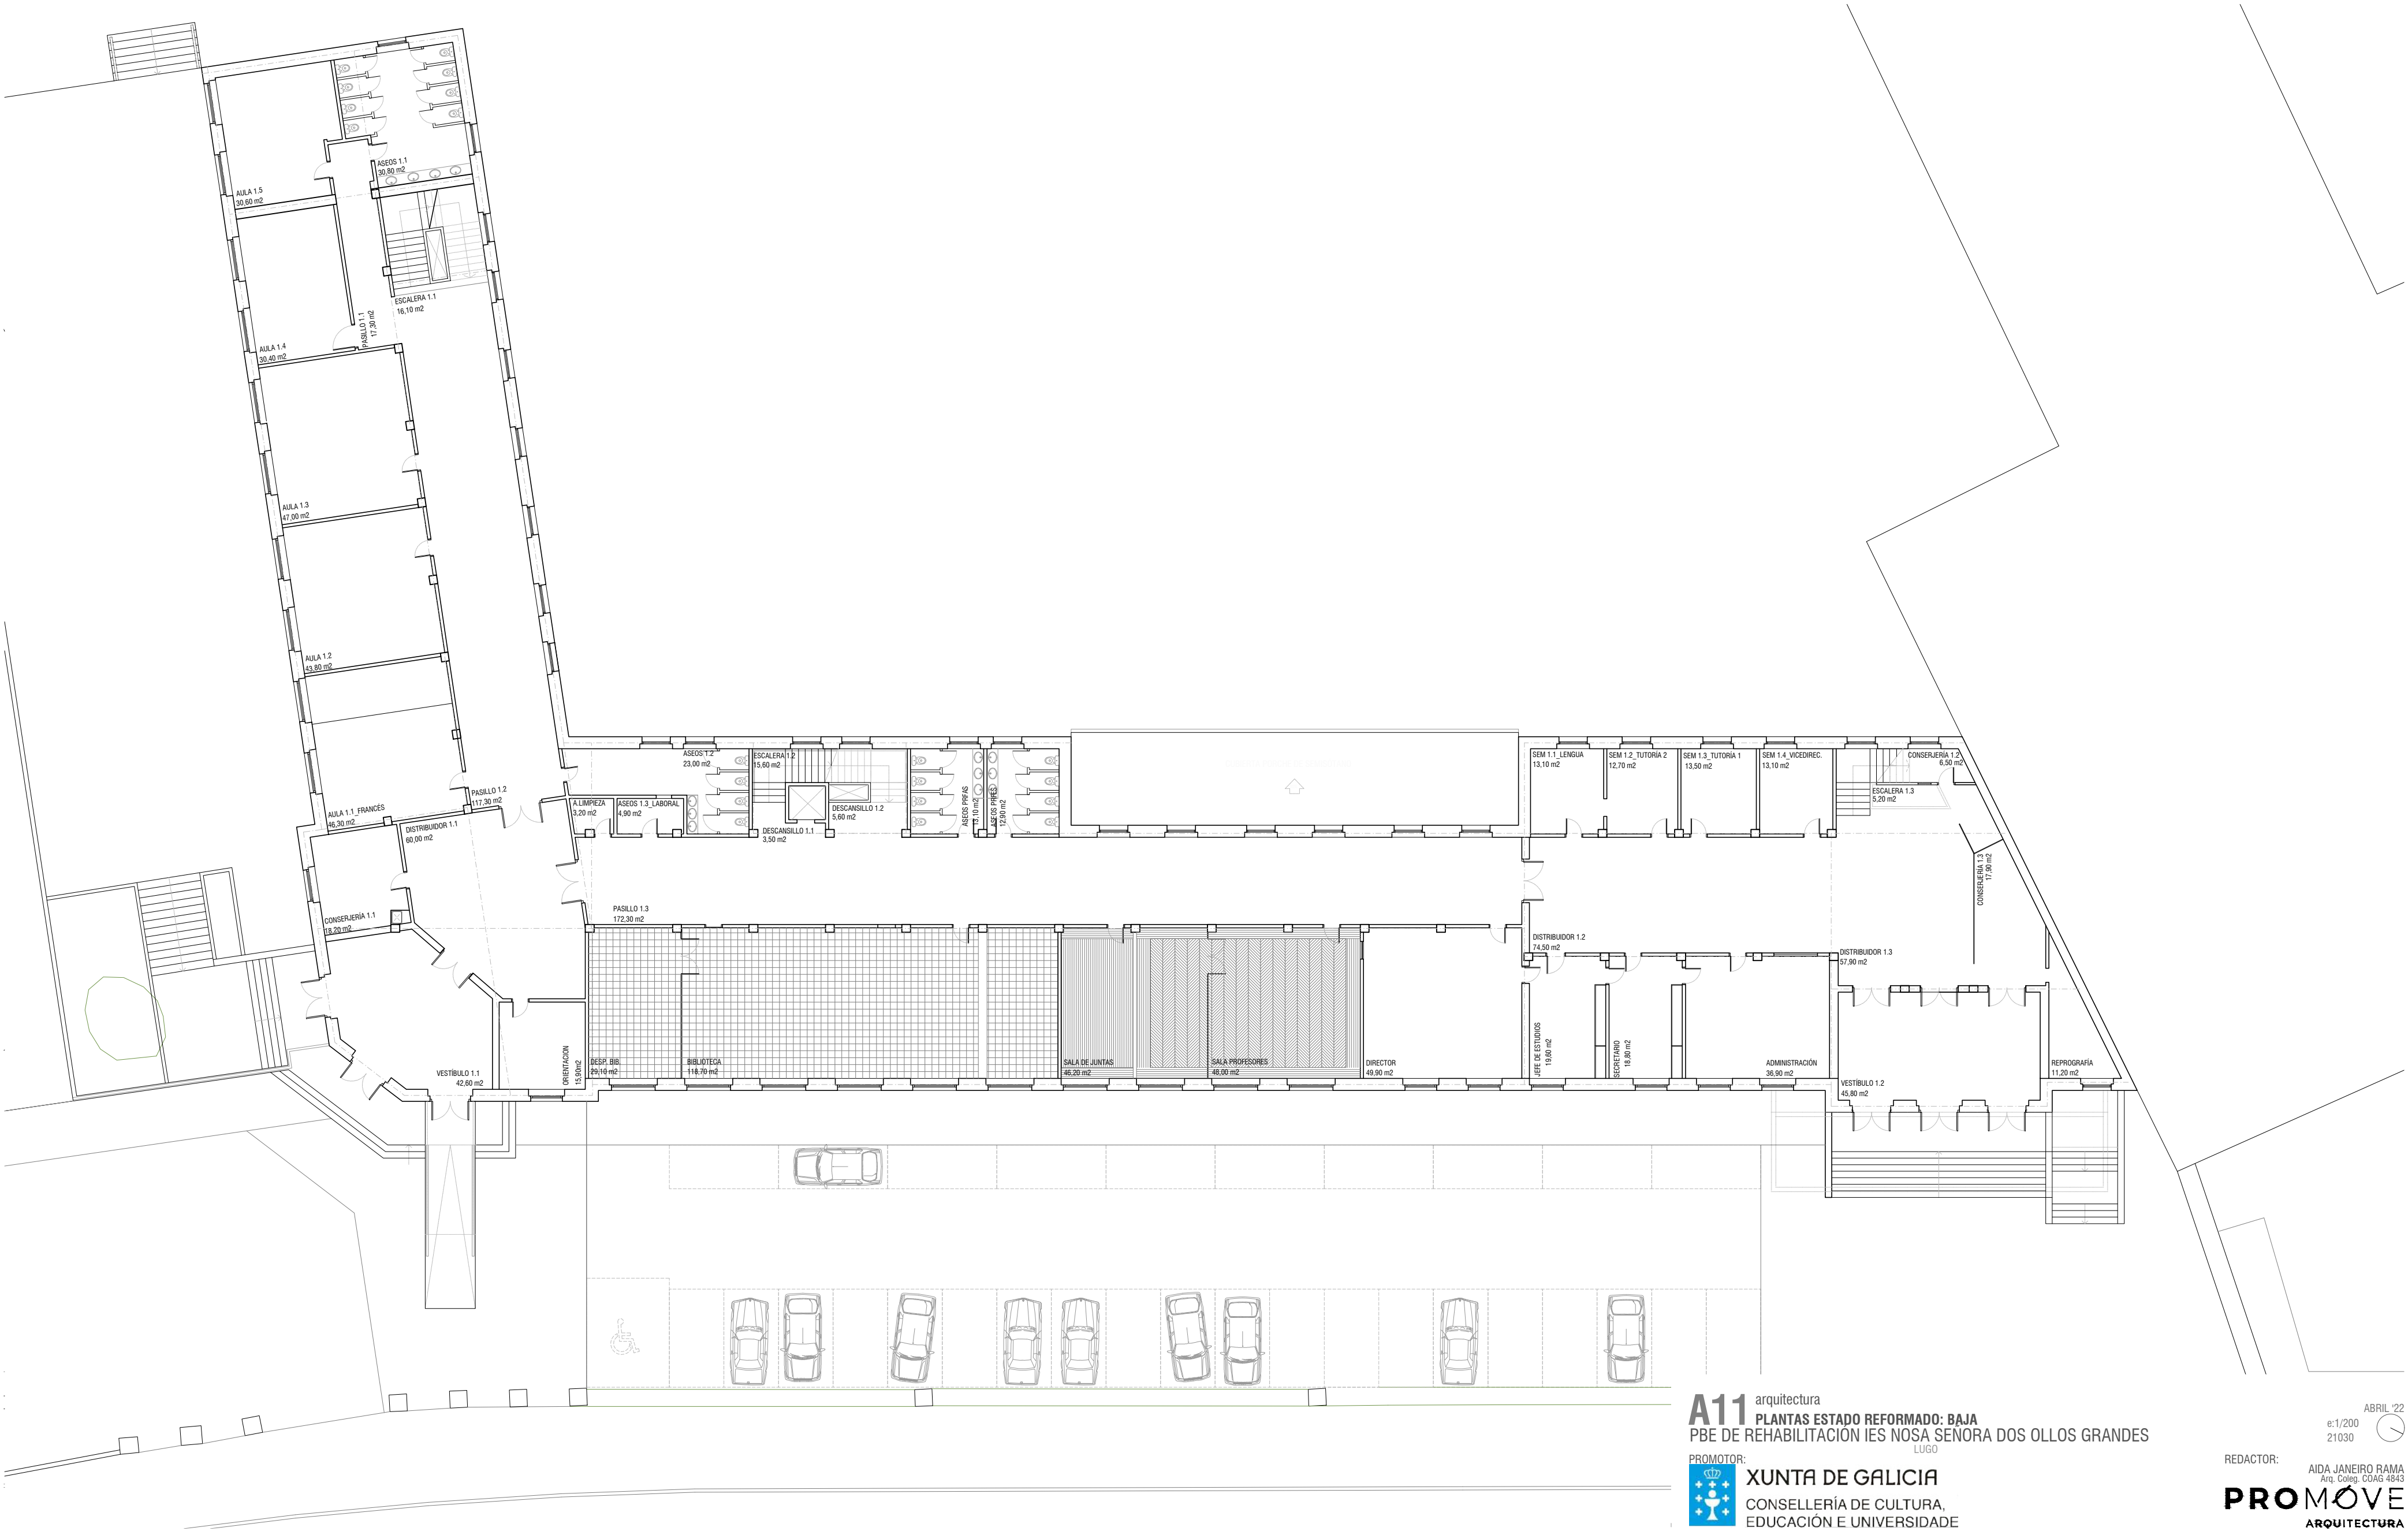 ASEOS 1.1
30,80 m2
AULA 1.5
30,60 m2
ESCALERA 1.1
16,10 m2
PASILLO 1.1
17,30 m2
AULA 1.4
30,40 m2
AULA 1.3
47,00 m2
AULA 1.2
43,80 m2
AULA 1.1_FRANCÉS
46,30 m2
PASILLO 1.2
117,30 m2
DISTRIBUIDOR 1.1
60,00 m2
CONSERJERÍA 1.1
18,20 m2
VESTÍBULO 1.1
42,60 m2
ORIENTACION
15,90m2
A.LIMPIEZA
3,20 m2
ASEOS 1.3_LABORAL
4,90 m2
ASEOS 1.2
23,00 m2
ESCALERA 1.2
15,60 m2
DESCANSILLO 1.1
3,50 m2
DESCANSILLO 1.2
5,60 m2
ASEOS PRFAS
13,10 m2
ASEOS PRFES
12,90 m2
PASILLO 1.3
172,30 m2
DESP. BIB.
29,10 m2
BIBLIOTECA
118,70 m2
SALA DE JUNTAS
46,20 m2
SALA PROFESORES
48,00 m2
DIRECTOR
49,90 m2
SEM 1.1_LENGUA
13,10 m2
SEM 1.2_TUTORÍA 2
12,70 m2
SEM 1.3_TUTORÍA 1
13,50 m2
SEM 1.4_VICEDIREC.
13,10 m2
CONSERJERÍA 1.2
6,50 m2
ESCALERA 1.3
5,20 m2
CONSERJERÍA 1.3
17,90 m2
DISTRIBUIDOR 1.2
74,50 m2
DISTRIBUIDOR 1.3
57,90 m2
JEFE DE ESTUDIOS
19,60 m2
SECRETARIO
18,80 m2
ADMINISTRACIÓN
36,90 m2
VESTÍBULO 1.2
45,80 m2
REPROGRAFÍA
11,20 m2
A11 arquitectura
PLANTAS ESTADO REFORMADO: BAJA
PBE DE REHABILITACIÓN IES NOSA SEÑORA DOS OLLOS GRANDES
LUGO
ABRIL '22
e:1/200
21030
PROMOTOR:
XUNTA DE GALICIA
CONSELLERÍA DE CULTURA,
EDUCACIÓN E UNIVERSIDADE
REDACTOR:
AIDA JANEIRO RAMA
Arq. Coleg. COAG 4843
PROMOVE
ARQUITECTURA